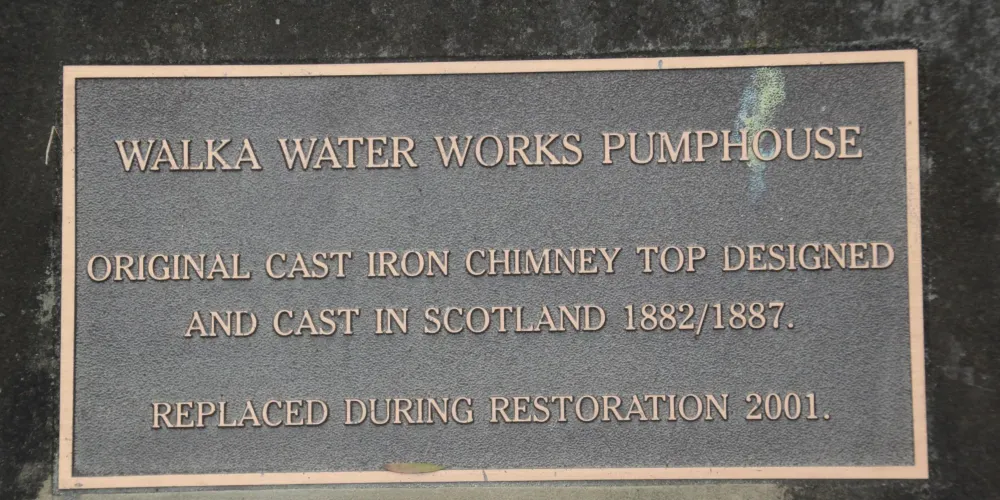 WALKA WATER WORKS PUMPHOUSE
ORIGINAL CAST IRON CHIMNEY TOP DESIGNED
AND CAST IN SCOTLAND 1882/1887.
REPLACED DURING RESTORATION 2001.